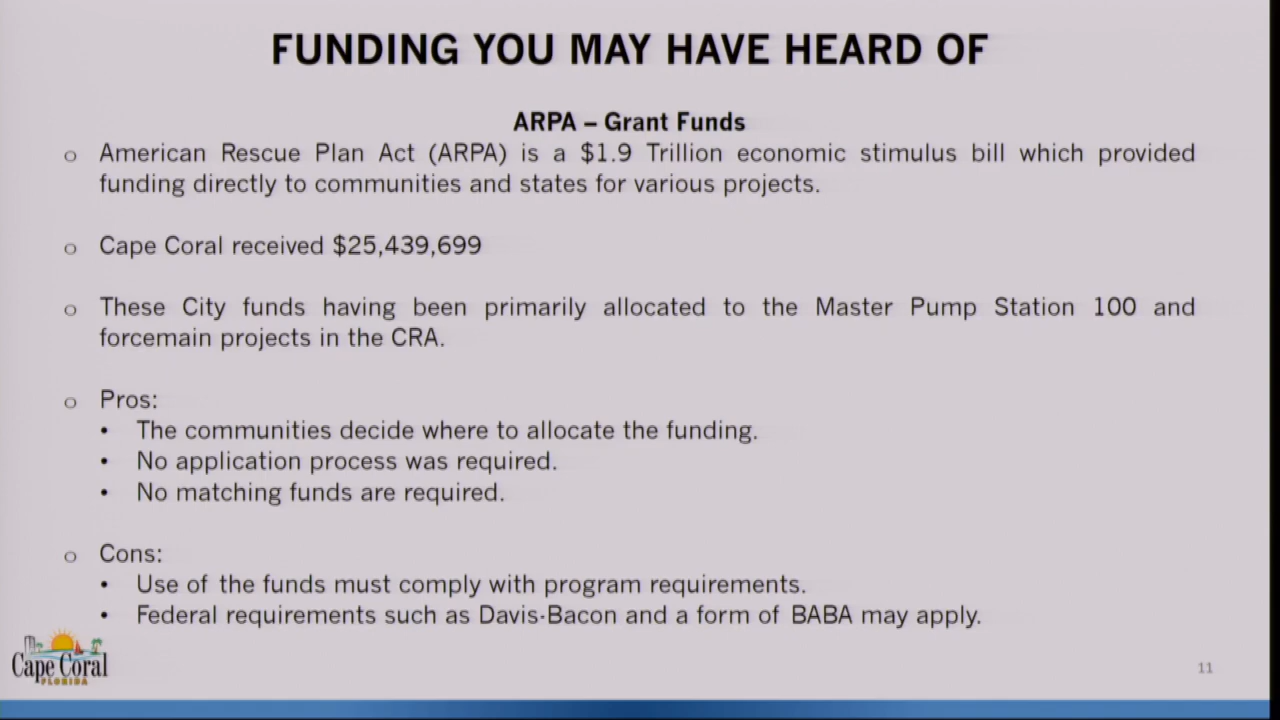 FUNDING YOU MAY HAVE HEARD OF
ARPA – Grant Funds
o American Rescue Plan Act (ARPA) is a $1.9 Trillion economic stimulus bill which provided
funding directly to communities and states for various projects.
o Cape Coral received $25,439,699
o These City funds having been primarily allocated to the Master Pump Station 100 and
forcemain projects in the CRA.
o Pros:
• The communities decide where to allocate the funding.
• No application process was required.
• No matching funds are required.
o Cons:
• Use of the funds must comply with program requirements.
• Federal requirements such as Davis-Bacon and a form of BABA may apply.
Cape Coral
FLORIDA
11